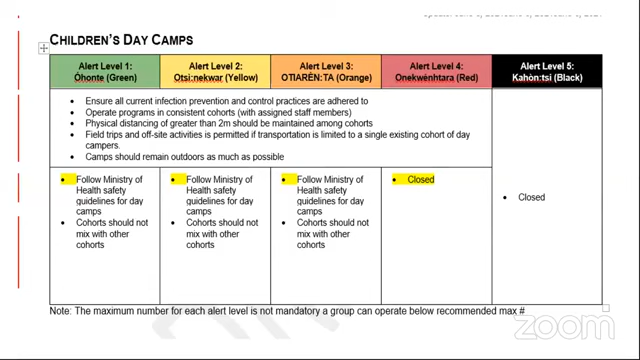 CHILDREN'S DAY CAMPS
Alert Level 1:
Óhonte (Green)
Alert Level 2:
Otsi:nekwar (Yellow)
Alert Level 3:
OTIARÈN:TA (Orange)
Alert Level 4:
Onekwènhtara (Red)
Alert Level 5:
Kahòn:tsi (Black)
• Ensure all current infection prevention and control practices are adhered to
• Operate programs in consistent cohorts (with assigned staff members)
• Physical distancing of greater than 2m should be maintained among cohorts
• Field trips and off-site activities is permitted if transportation is limited to a single existing cohort of day
campers.
• Camps should remain outdoors as much as possible
• Follow Ministry of
Health safety
guidelines for day
camps
• Cohorts should not
mix with other
cohorts
• Follow Ministry of
Health safety
guidelines for day
camps
• Cohorts should not
mix with other
cohorts
• Follow Ministry of
Health safety
guidelines for day
camps
• Cohorts should not
mix with other
cohorts
• Closed
• Closed
Note: The maximum number for each alert level is not mandatory a group can operate below recommended max #
zoom